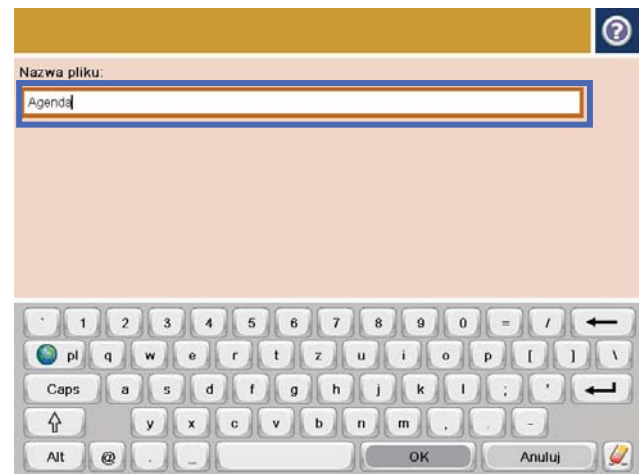 ?
Nazwa pliku:
Agenda
` 1 2 3 4 5 6 7 8 9 0 = /
pl q w e r t z u i o p [ ] \
Caps a s d f g h j k l ; '
y x c v b n m , . -
Alt @ . _ OK Anuluj